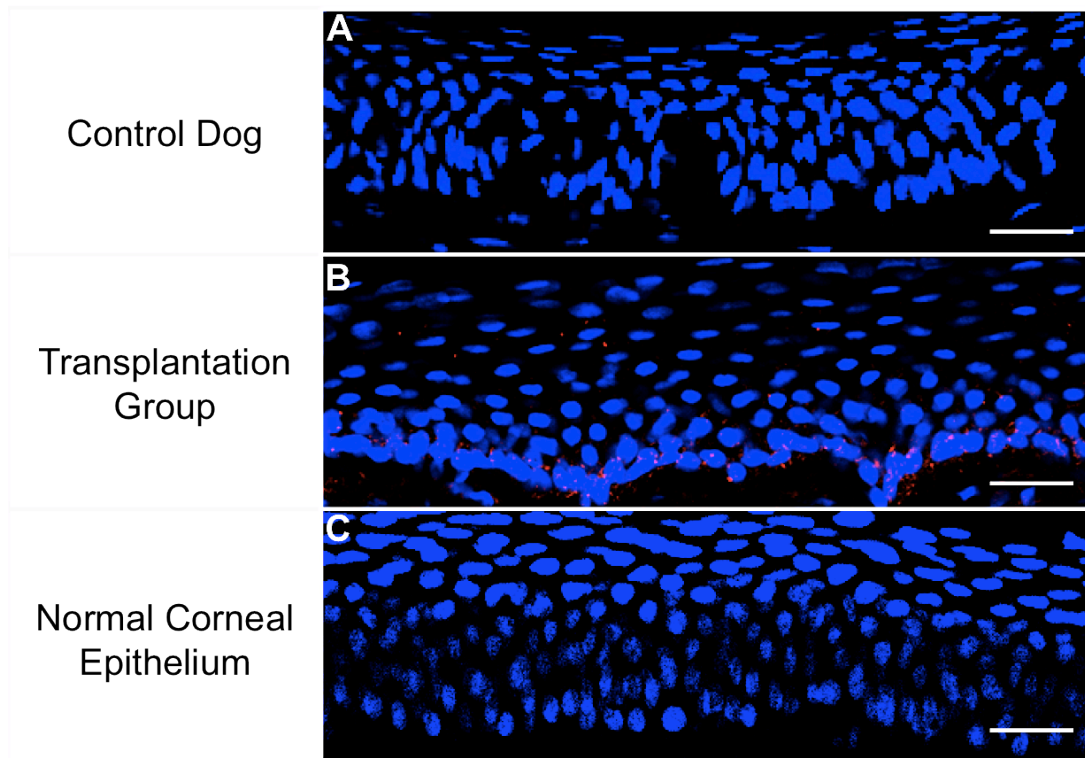 A
Control Dog
B
Transplantation
Group
C
Normal Corneal
Epithelium